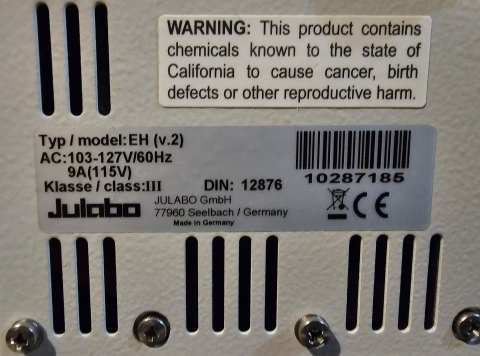 WARNING: This product contains
chemicals known to the state of
California to cause cancer, birth
defects or other reproductive harm.
Typ / model:EH (v.2)
AC:103-127V/60Hz
9A(115V)
Klasse / class:III
DIN: 12876
10287185
Julabo
JULABO GmbH
77960 Seelbach / Germany
Made in Germany
CE